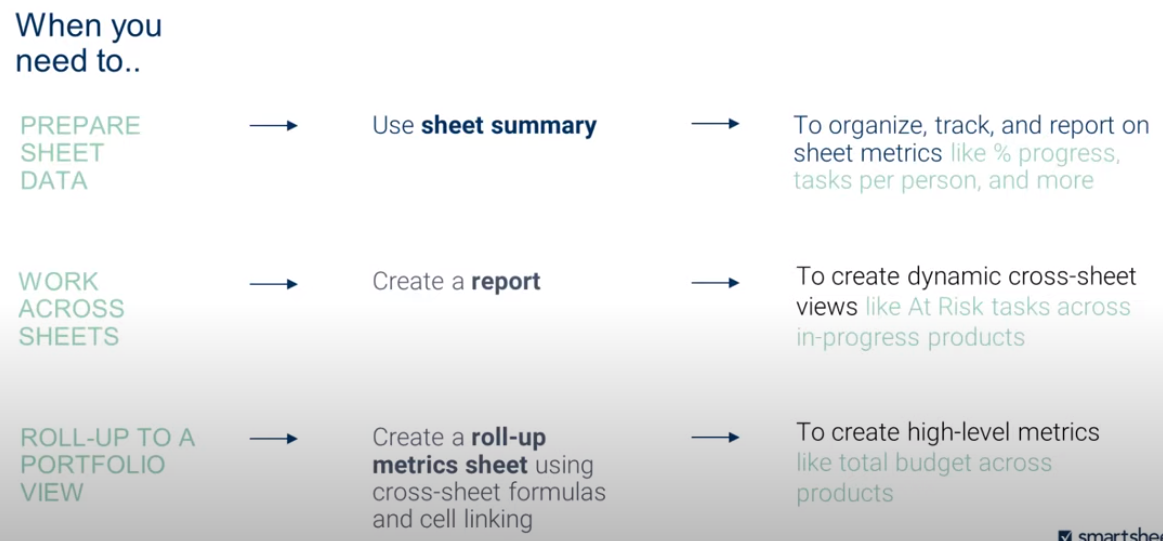 When you
need to..
PREPARE
SHEET
DATA
Use sheet summary
To organize, track, and report on
sheet metrics like % progress,
tasks per person, and more
WORK
ACROSS
SHEETS
Create a report
To create dynamic cross-sheet
views like At Risk tasks across
in-progress products
ROLL-UP TO A
PORTFOLIO
VIEW
Create a roll-up
metrics sheet using
cross-sheet formulas
and cell linking
To create high-level metrics
like total budget across
products
smartshee